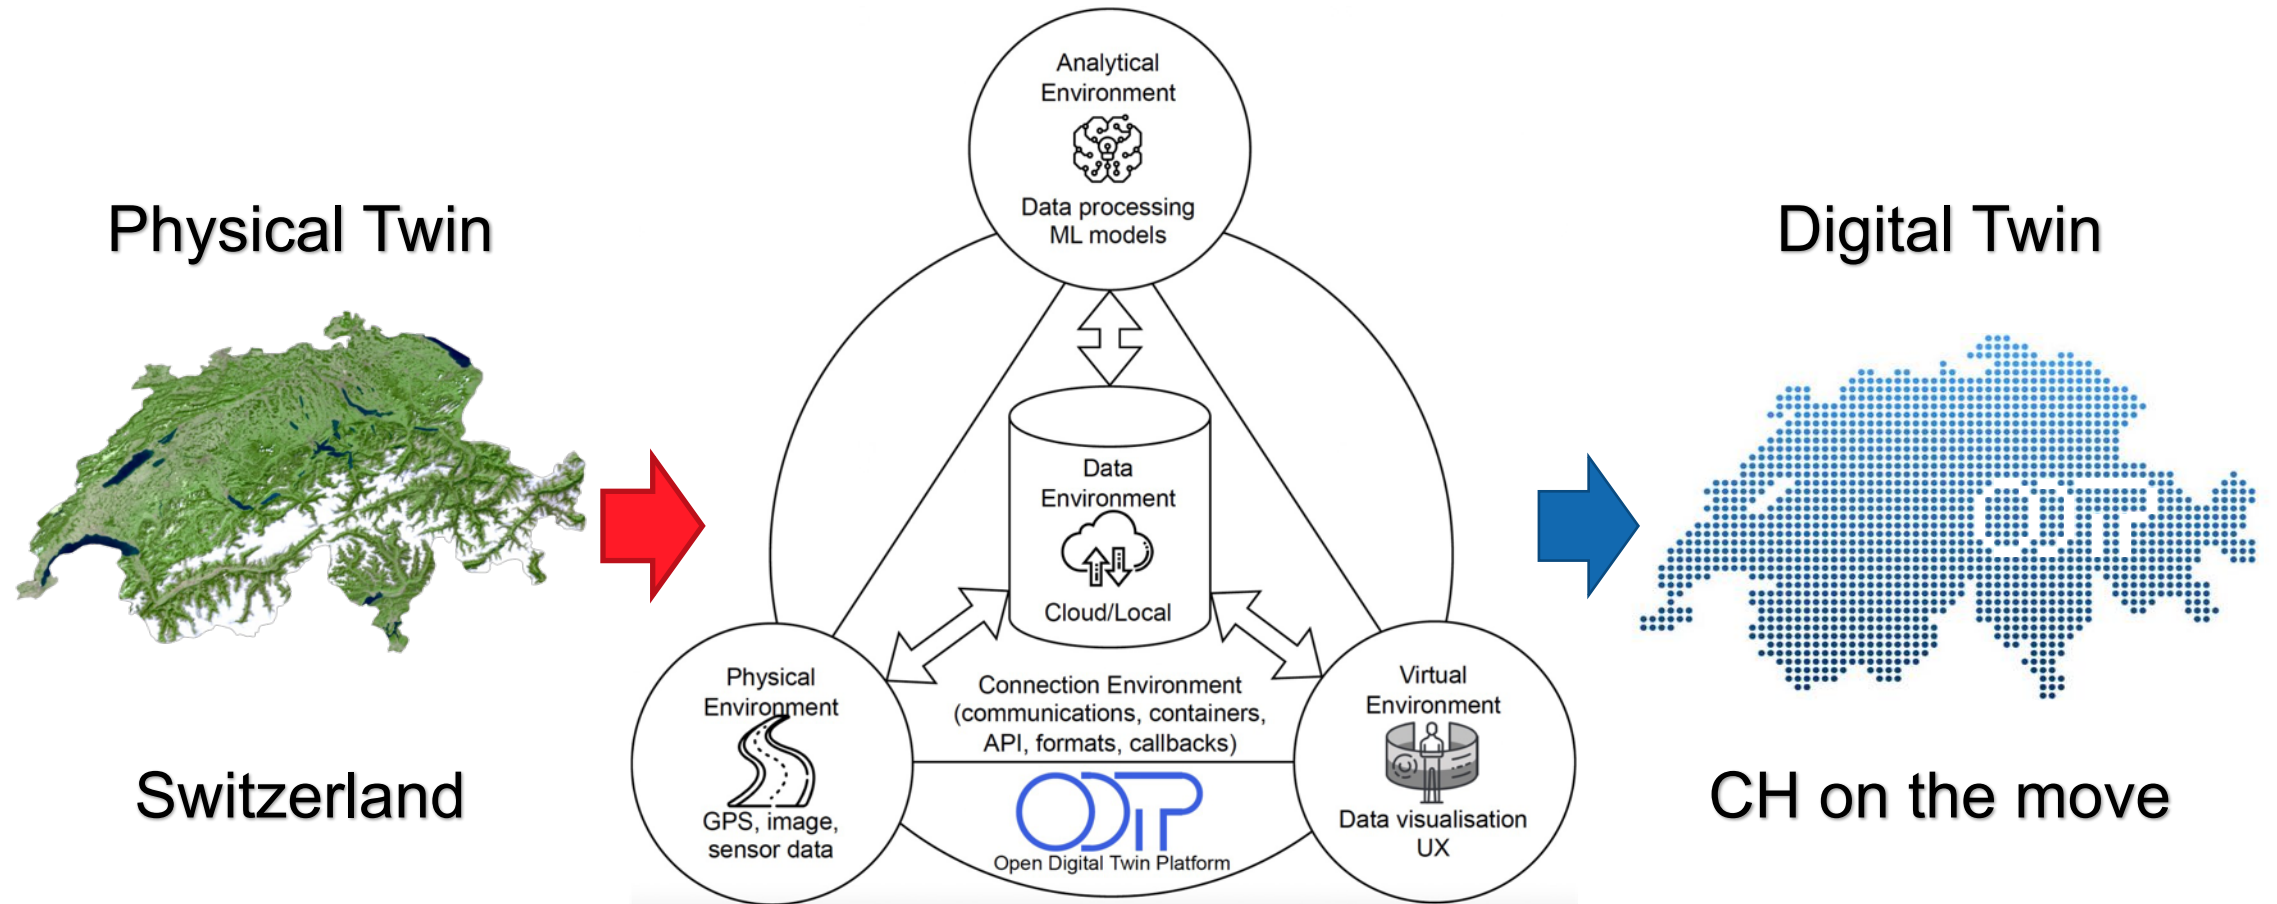 Physical Twin
Switzerland
Analytical
Environment
Data processing
ML models
Data
Environment
Cloud/Local
Physical
Environment
GPS, image,
sensor data
Connection Environment
(communications, containers,
API, formats, callbacks)
ODTP
Open Digital Twin Platform
Virtual
Environment
Data visualisation
UX
Digital Twin
ODT
CH on the move